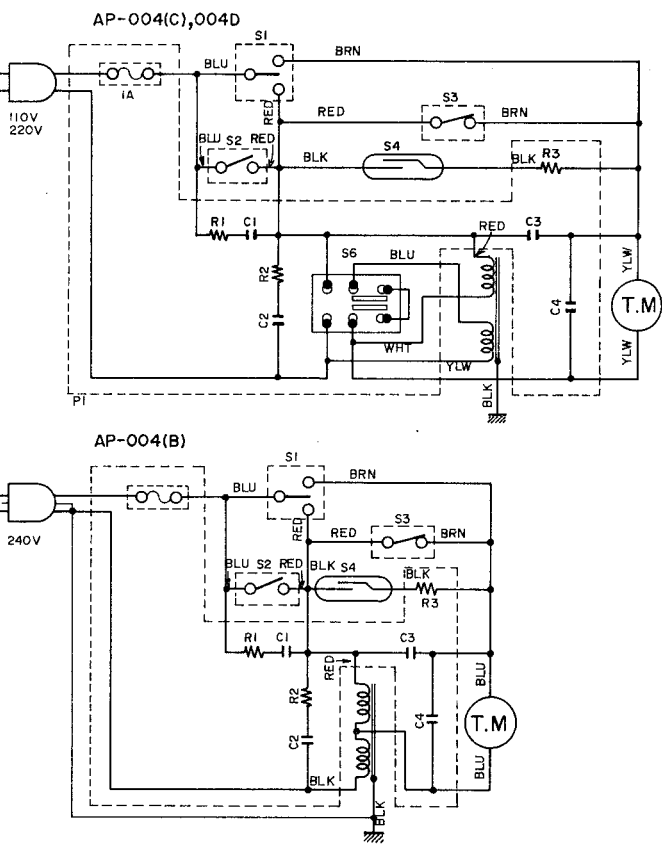 AP-004(C),004D
S1
BRN
BLU
1A
110V
220V
RED
RED
S3
BRN
BLU
S2
RED
BLK
S4
BLK
R3
R1
C1
RED
C3
YLW
S6
BLU
R2
C4
T.M
C2
WHT
YLW
YLW
BLK
P1
AP-004(B)
S1
BLU
BRN
RED
RED
S3
BRN
240V
BLU
S2
RED
BLK
S4
BLK
R3
R1
C1
C3
RED
BLU
R2
C4
T.M
C2
BLK
BLU
BLK